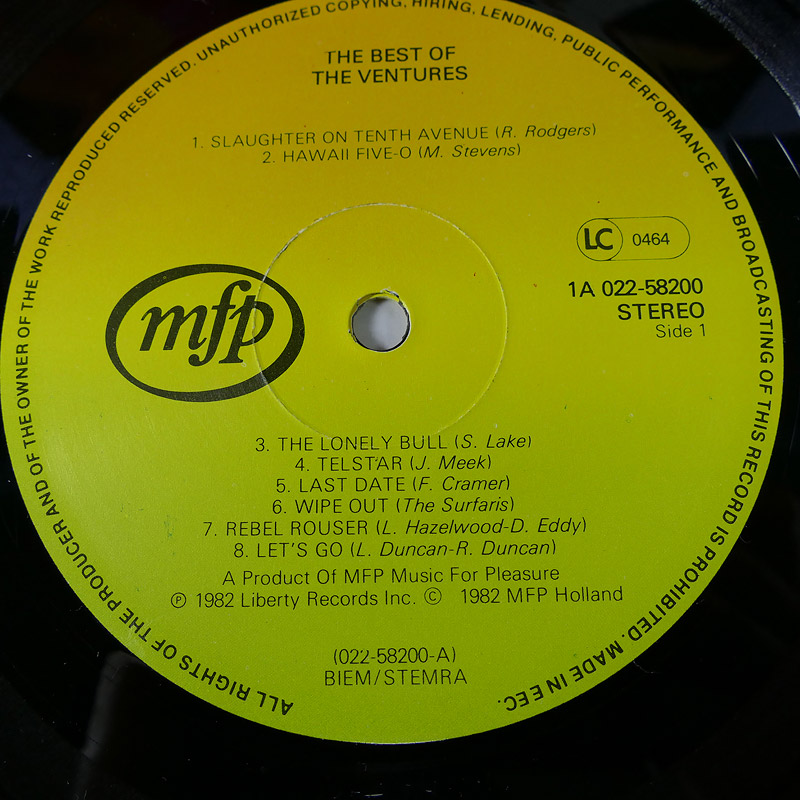 ALL RIGHTS OF THE PRODUCER AND OF THE OWNER OF THE WORK REPRODUCED RESERVED. UNAUTHORIZED COPYING, HIRING, LENDING, PUBLIC PERFORMANCE AND BROADCASTING OF THIS RECORD IS PROHIBITED. MADE IN EEC.
THE BEST OF
THE VENTURES
1. SLAUGHTER ON TENTH AVENUE (R. Rodgers)
2. HAWAII FIVE-O (M. Stevens)
LC 0464
mfp
1A 022-58200
STEREO
Side 1
3. THE LONELY BULL (S. Lake)
4. TELSTAR (J. Meek)
5. LAST DATE (F. Cramer)
6. WIPE OUT (The Surfaris)
7. REBEL ROUSER (L. Hazelwood-D. Eddy)
8. LET'S GO (L. Duncan-R. Duncan)
A Product Of MFP Music For Pleasure
℗ 1982 Liberty Records Inc. © 1982 MFP Holland
(022-58200-A)
BIEM/STEMRA